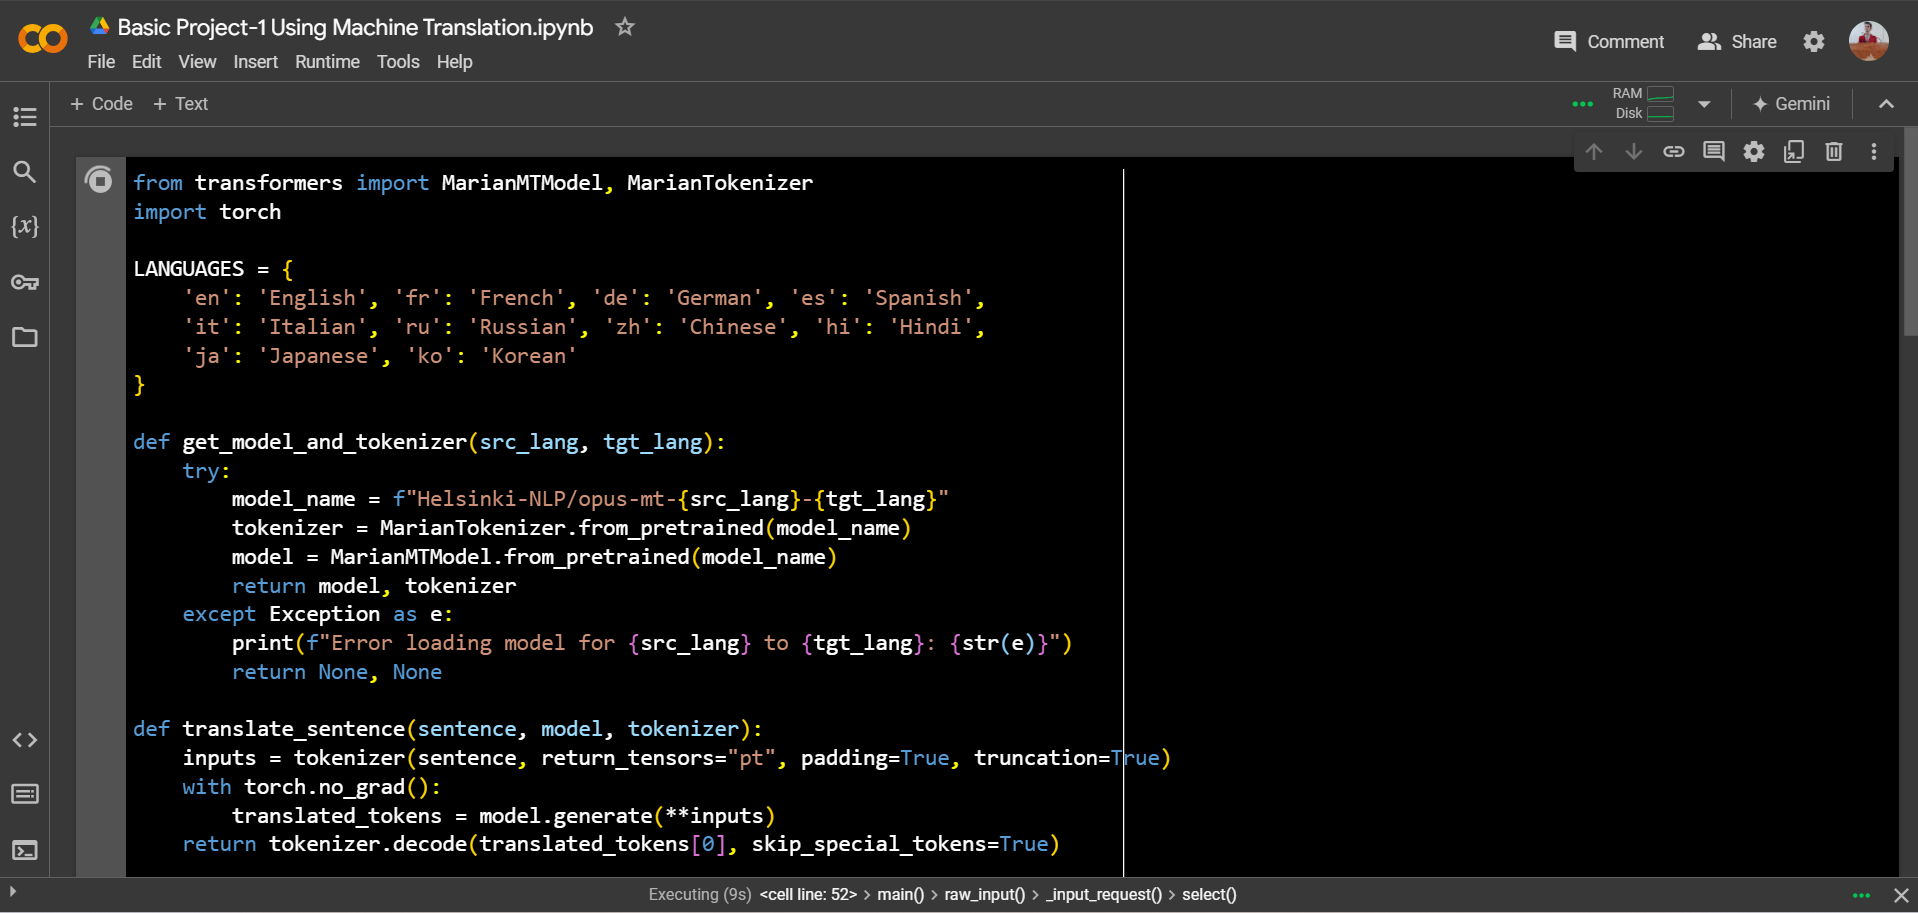 Basic Project-1 Using Machine Translation.ipynb
File Edit View Insert Runtime Tools Help
Comment Share
+ Code + Text
RAM
Disk
Gemini
{x}
from transformers import MarianMTModel, MarianTokenizer
import torch
LANGUAGES = {
    'en': 'English', 'fr': 'French', 'de': 'German', 'es': 'Spanish',
    'it': 'Italian', 'ru': 'Russian', 'zh': 'Chinese', 'hi': 'Hindi',
    'ja': 'Japanese', 'ko': 'Korean'
}
def get_model_and_tokenizer(src_lang, tgt_lang):
    try:
        model_name = f"Helsinki-NLP/opus-mt-{src_lang}-{tgt_lang}"
        tokenizer = MarianTokenizer.from_pretrained(model_name)
        model = MarianMTModel.from_pretrained(model_name)
        return model, tokenizer
    except Exception as e:
        print(f"Error loading model for {src_lang} to {tgt_lang}: {str(e)}")
        return None, None
def translate_sentence(sentence, model, tokenizer):
    inputs = tokenizer(sentence, return_tensors="pt", padding=True, truncation=True)
    with torch.no_grad():
        translated_tokens = model.generate(**inputs)
    return tokenizer.decode(translated_tokens[0], skip_special_tokens=True)
Executing (9s) <cell line: 52> > main() > raw_input() > _input_request() > select()